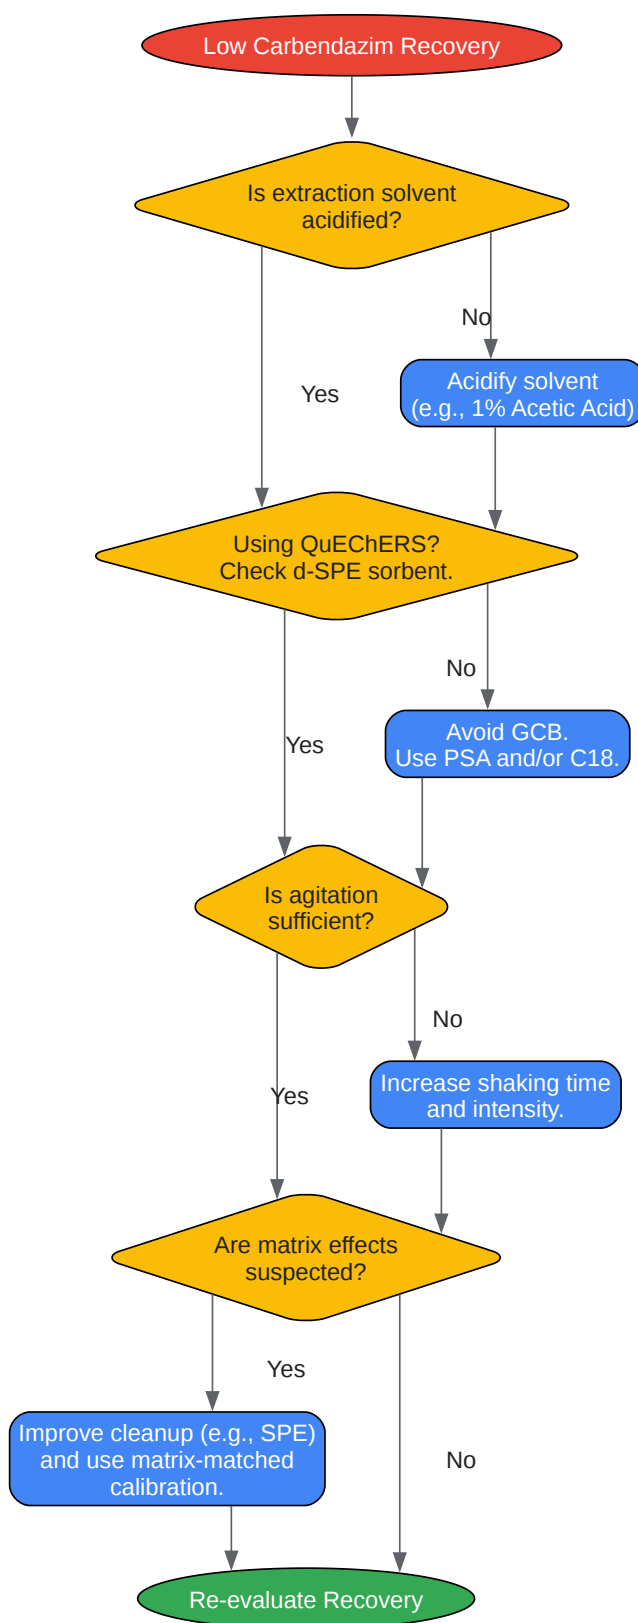 Low Carbendazim Recovery
Is extraction solvent
acidified?
No
Acidify solvent
(e.g., 1% Acetic Acid)
Yes
Using QuEChERS?
Check d-SPE sorbent.
No
Avoid GCB.
Use PSA and/or C18.
Yes
Is agitation
sufficient?
No
Increase shaking time
and intensity.
Yes
Are matrix effects
suspected?
Yes
Improve cleanup (e.g., SPE)
and use matrix-matched
calibration.
No
Re-evaluate Recovery